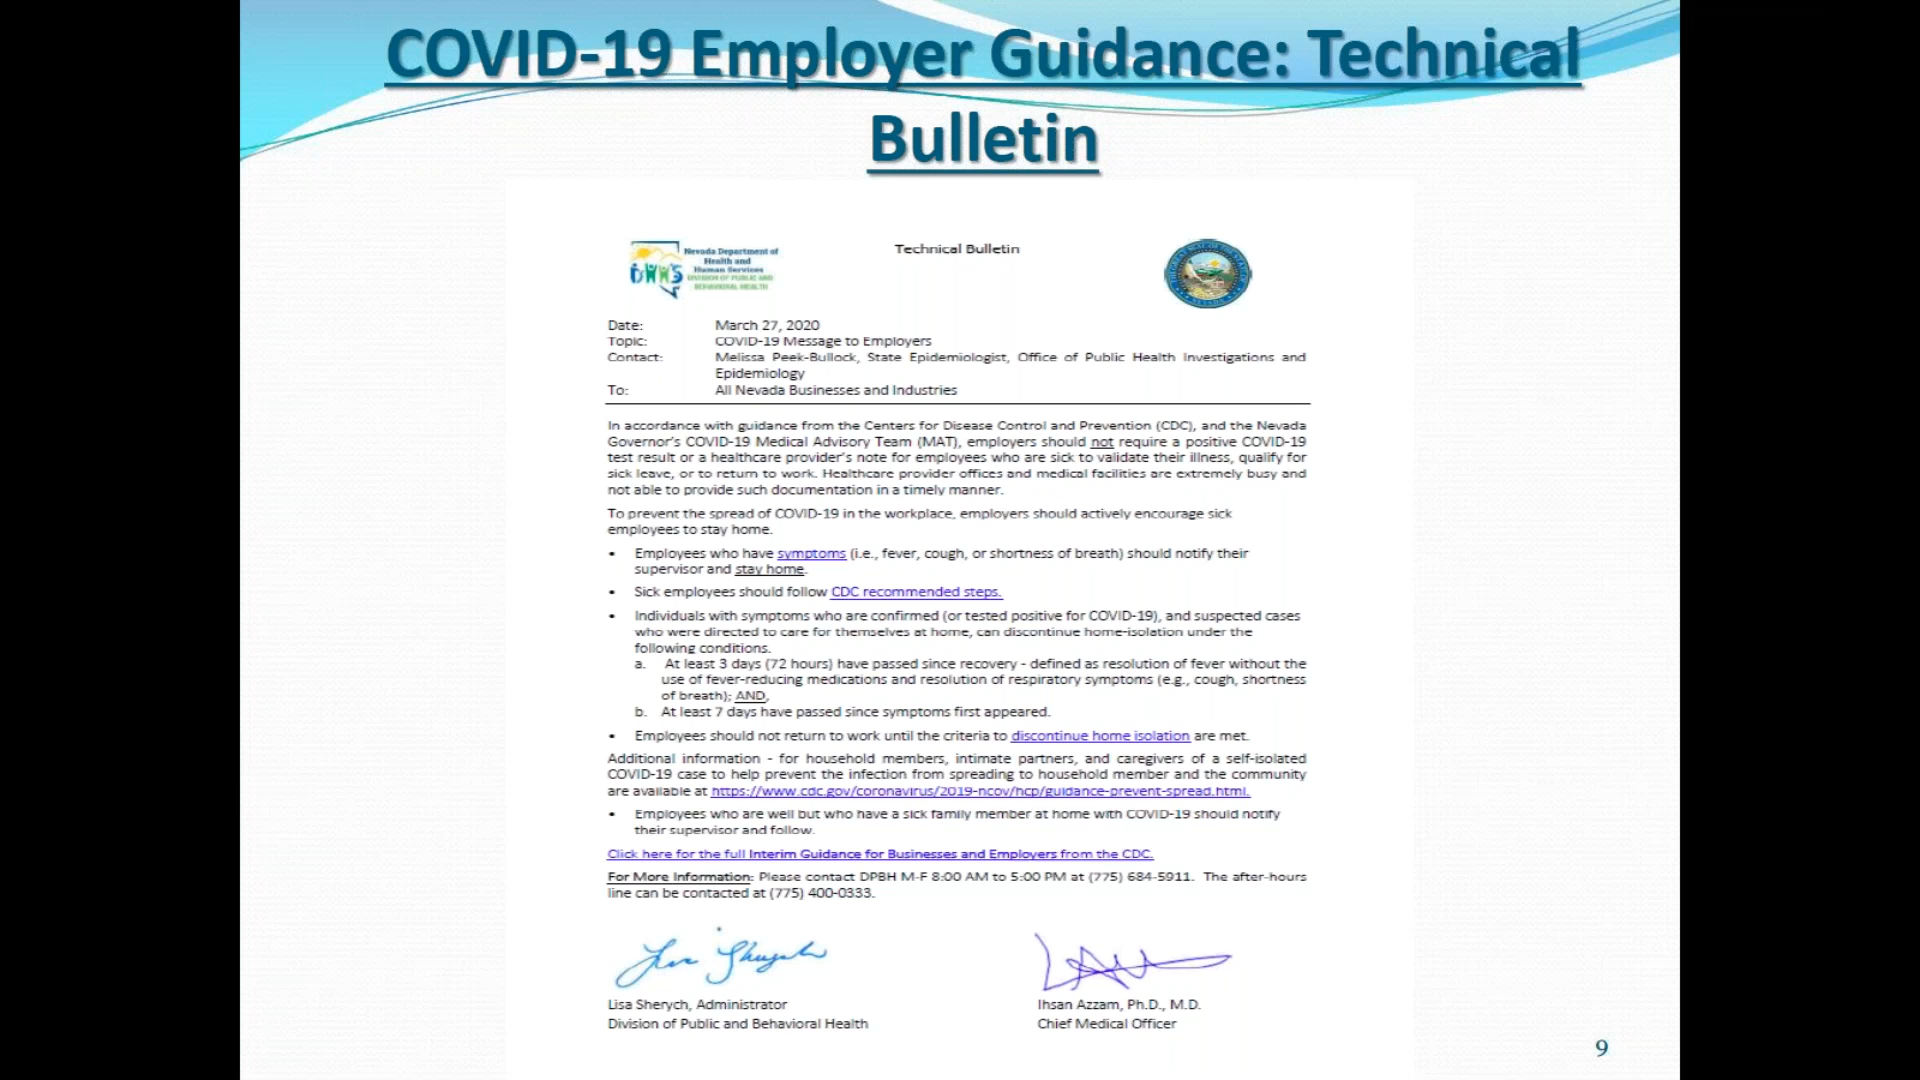 COVID-19 Employer Guidance: Technical
Bulletin
Nevada Department of
Health and
Human Services
DIVISION OF PUBLIC AND
BEHAVIORAL HEALTH
Technical Bulletin
Date: March 27, 2020
Topic: COVID-19 Message to Employers
Contact: Melissa Peek-Bullock, State Epidemiologist, Office of Public Health Investigations and
Epidemiology
To: All Nevada Businesses and Industries
In accordance with guidance from the Centers for Disease Control and Prevention (CDC), and the Nevada
Governor's COVID-19 Medical Advisory Team (MAT), employers should not require a positive COVID-19
test result or a healthcare provider's note for employees who are sick to validate their illness, qualify for
sick leave, or to return to work. Healthcare provider offices and medical facilities are extremely busy and
not able to provide such documentation in a timely manner.
To prevent the spread of COVID-19 in the workplace, employers should actively encourage sick
employees to stay home.
• Employees who have symptoms (i.e., fever, cough, or shortness of breath) should notify their
supervisor and stay home.
• Sick employees should follow CDC recommended steps.
• Individuals with symptoms who are confirmed (or tested positive for COVID-19), and suspected cases
who were directed to care for themselves at home, can discontinue home-isolation under the
following conditions.
a. At least 3 days (72 hours) have passed since recovery - defined as resolution of fever without the
use of fever-reducing medications and resolution of respiratory symptoms (e.g., cough, shortness
of breath); AND,
b. At least 7 days have passed since symptoms first appeared.
• Employees should not return to work until the criteria to discontinue home isolation are met.
Additional information - for household members, intimate partners, and caregivers of a self-isolated
COVID-19 case to help prevent the infection from spreading to household member and the community
are available at https://www.cdc.gov/coronavirus/2019-ncov/hcp/guidance-prevent-spread.html.
• Employees who are well but who have a sick family member at home with COVID-19 should notify
their supervisor and follow.
Click here for the full Interim Guidance for Businesses and Employers from the CDC.
For More Information: Please contact DPBH M-F 8:00 AM to 5:00 PM at (775) 684-5911. The after-hours
line can be contacted at (775) 400-0333.
Lisa Sherych, Administrator
Division of Public and Behavioral Health
Ihsan Azzam, Ph.D., M.D.
Chief Medical Officer
9